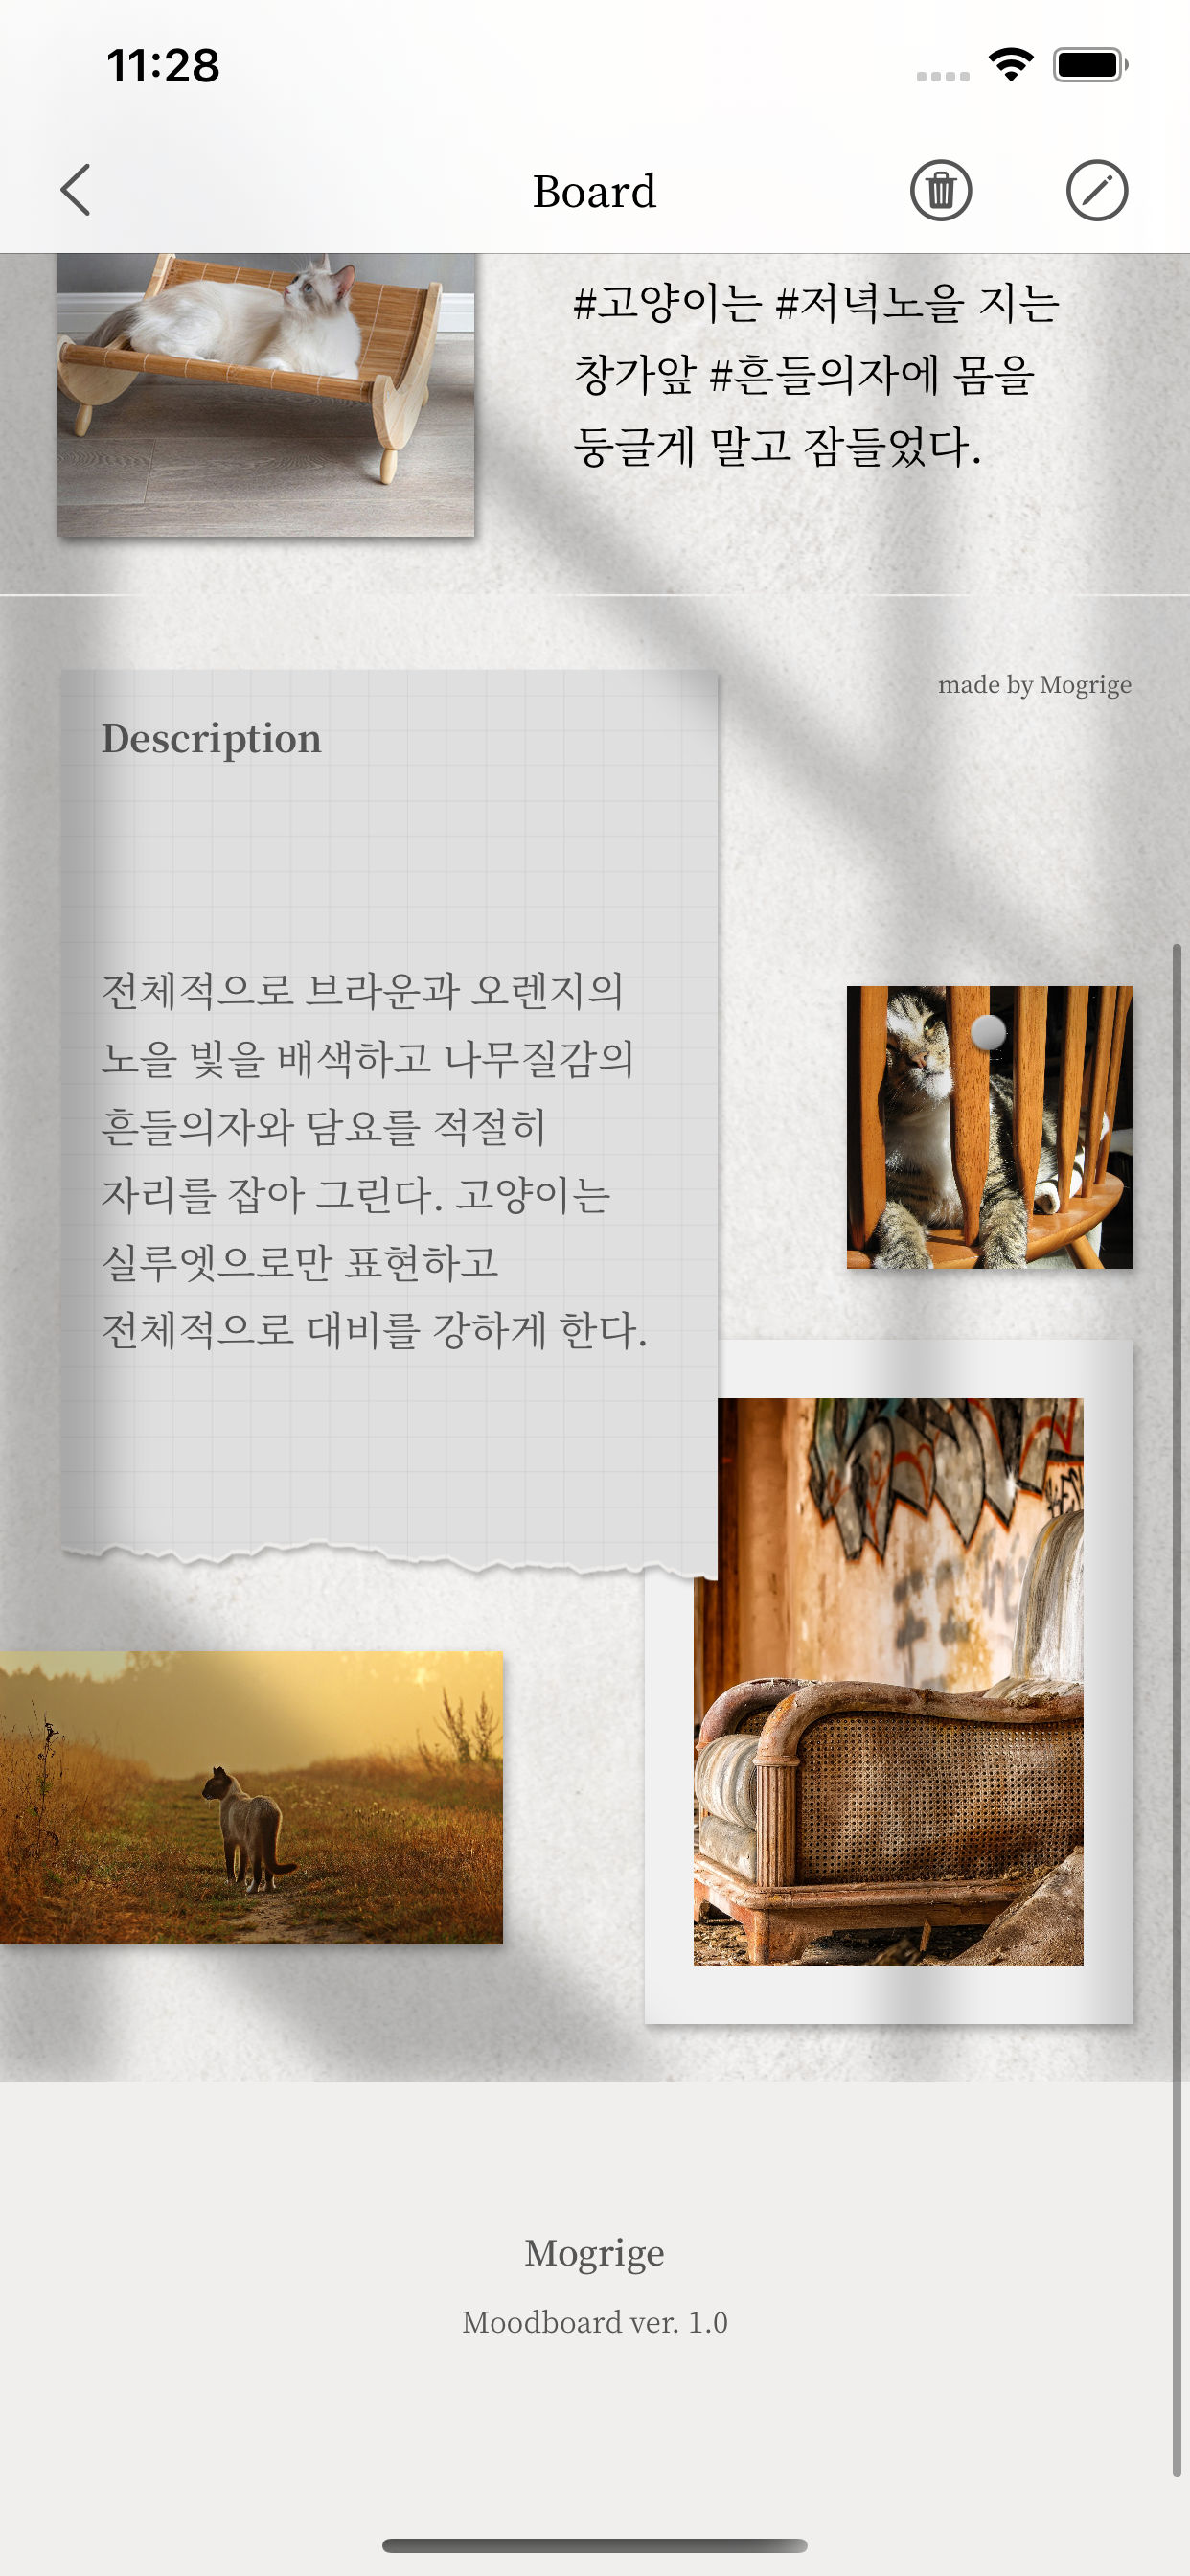 11:28
Board
#고양이는 #저녁노을 지는
창가앞 #흔들의자에 몸을
둥글게 말고 잠들었다.
made by Mogrige
Description
전체적으로 브라운과 오렌지의
노을 빛을 배색하고 나무질감의
흔들의자와 담요를 적절히
자리를 잡아 그린다. 고양이는
실루엣으로만 표현하고
전체적으로 대비를 강하게 한다.
Mogrige
Moodboard ver. 1.0